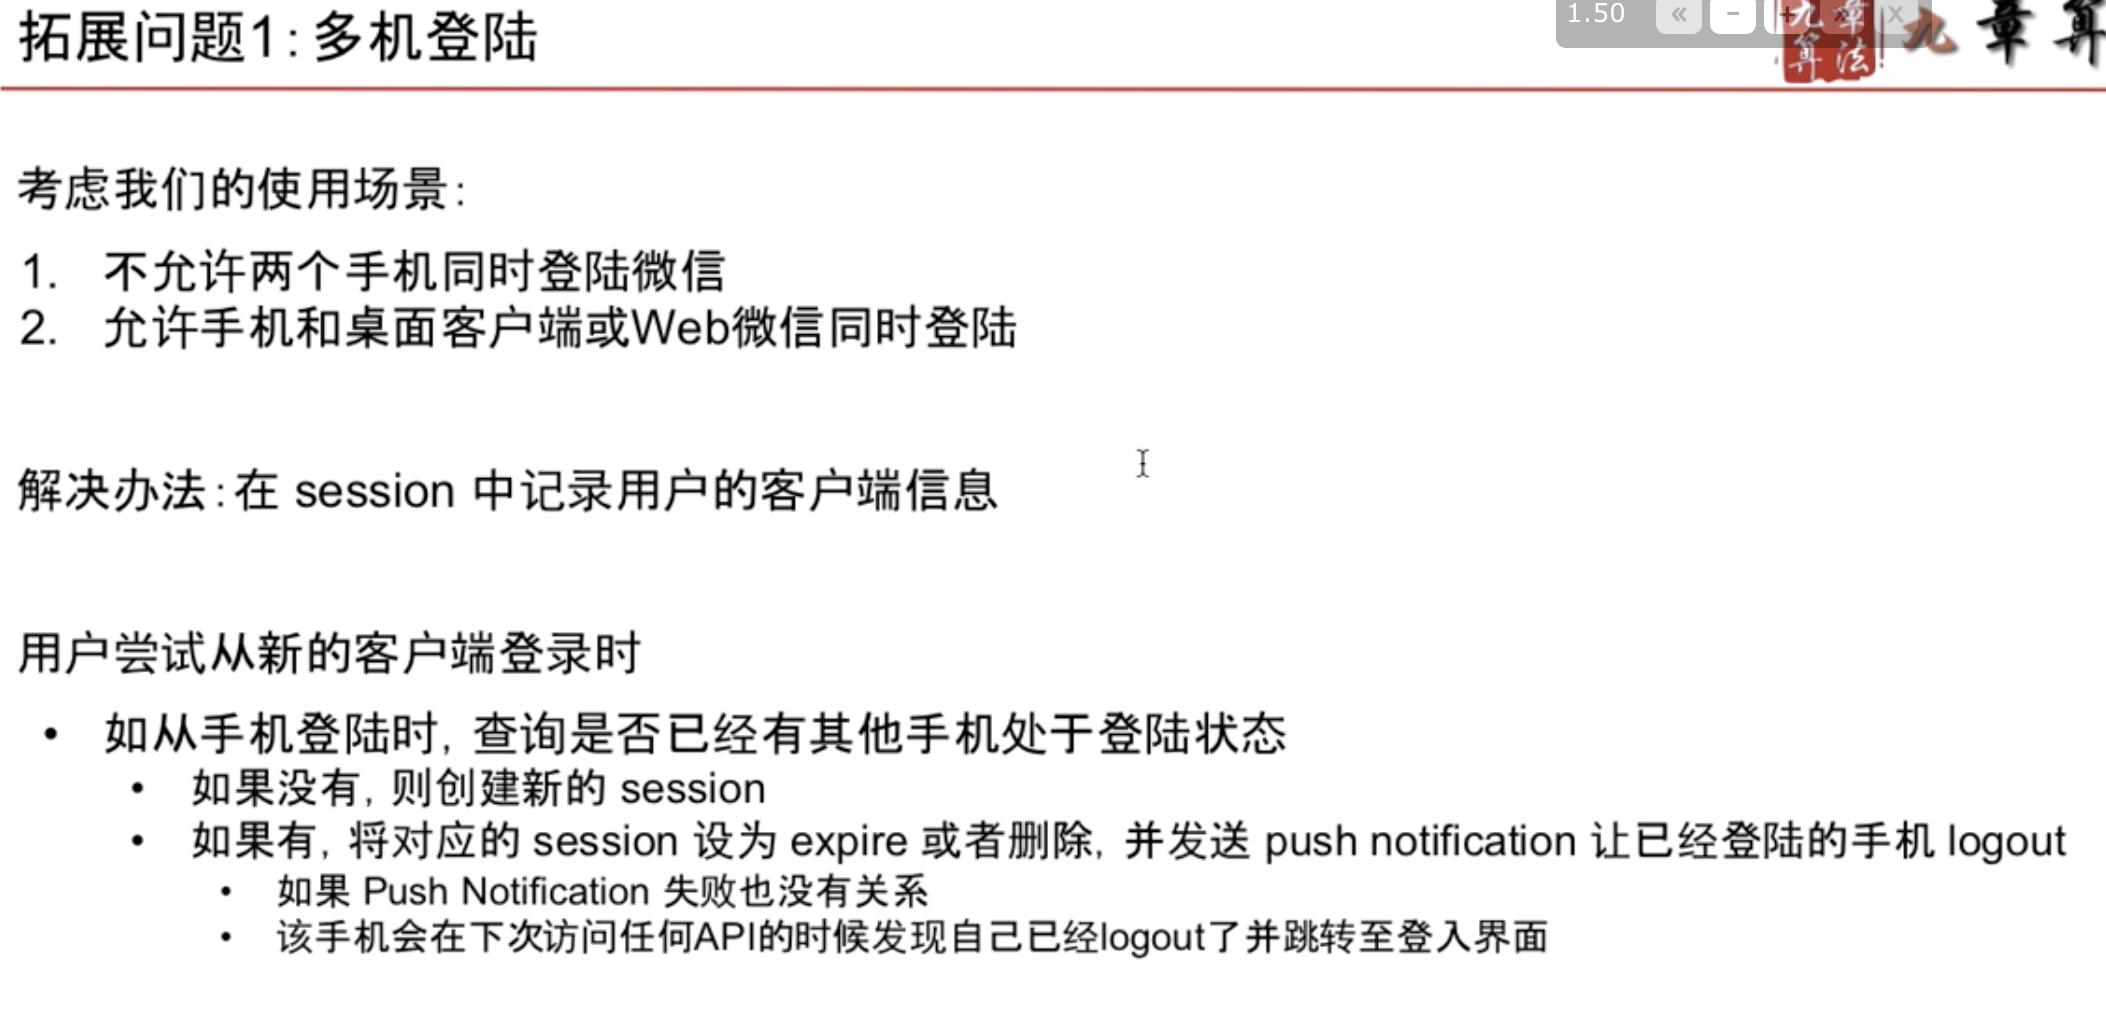 拓展问题1:多机登陆
1.50 « - + » x
九章算法
九章算
考虑我们的使用场景:
1. 不允许两个手机同时登陆微信
2. 允许手机和桌面客户端或Web微信同时登陆
解决办法:在 session 中记录用户的客户端信息
用户尝试从新的客户端登录时
• 如从手机登陆时, 查询是否已经有其他手机处于登陆状态
• 如果没有, 则创建新的 session
• 如果有, 将对应的 session 设为 expire 或者删除, 并发送 push notification 让已经登陆的手机 logout
• 如果 Push Notification 失败也没有关系
• 该手机会在下次访问任何API的时候发现自己已经logout了并跳转至登入界面